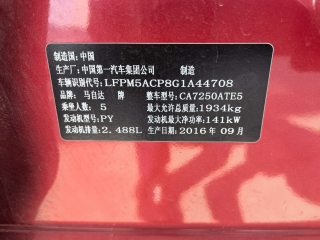 制造国：中国
生产厂：中国第一汽车集团公司 制造
车辆识别代号：LFPM5ACP8G1A44708
品牌：马自达 牌 整车型号：CA7250ATE5
乘坐人数：5 最大允许总质量：1934kg
发动机型号：PY 发动机最大净功率：141kW
发动机排量：2.488L 生产日期：2016年09月